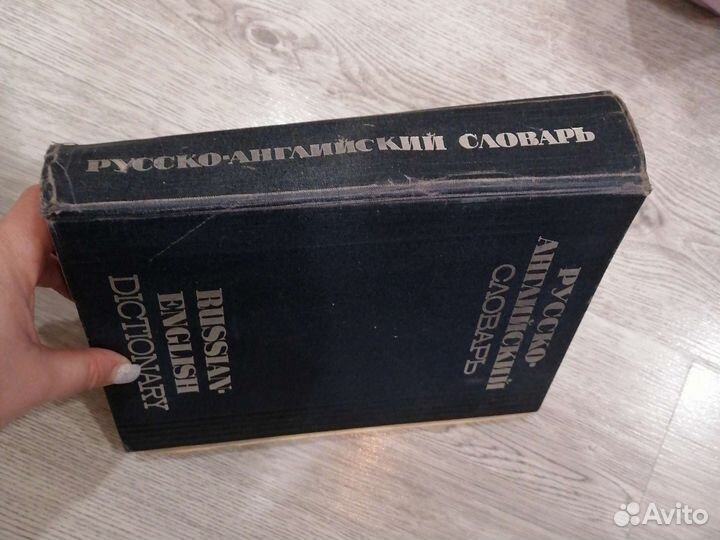 РУССКО-АНГЛИЙСКИЙ СЛОВАРЬ
РУССКО-
АНГЛИЙСКИЙ
СЛОВАРЬ
RUSSIAN-
ENGLISH
DICTIONARY
Avito